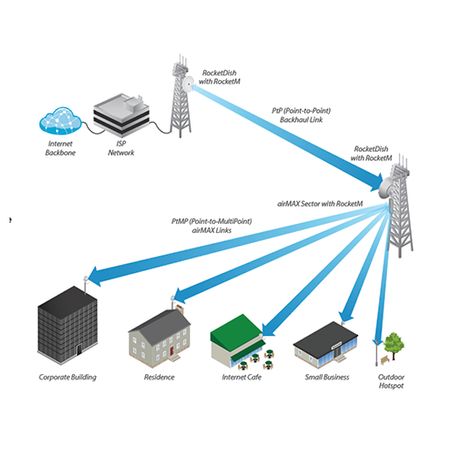 RocketDish
with RocketM
PtP (Point-to-Point)
Backhaul Link
Internet
Backbone
ISP
Network
RocketDish
with RocketM
airMAX Sector with RocketM
PtMP (Point-to-MultiPoint)
airMAX Links
Corporate Building
Residence
Internet Cafe
Small Business
Outdoor
Hotspot